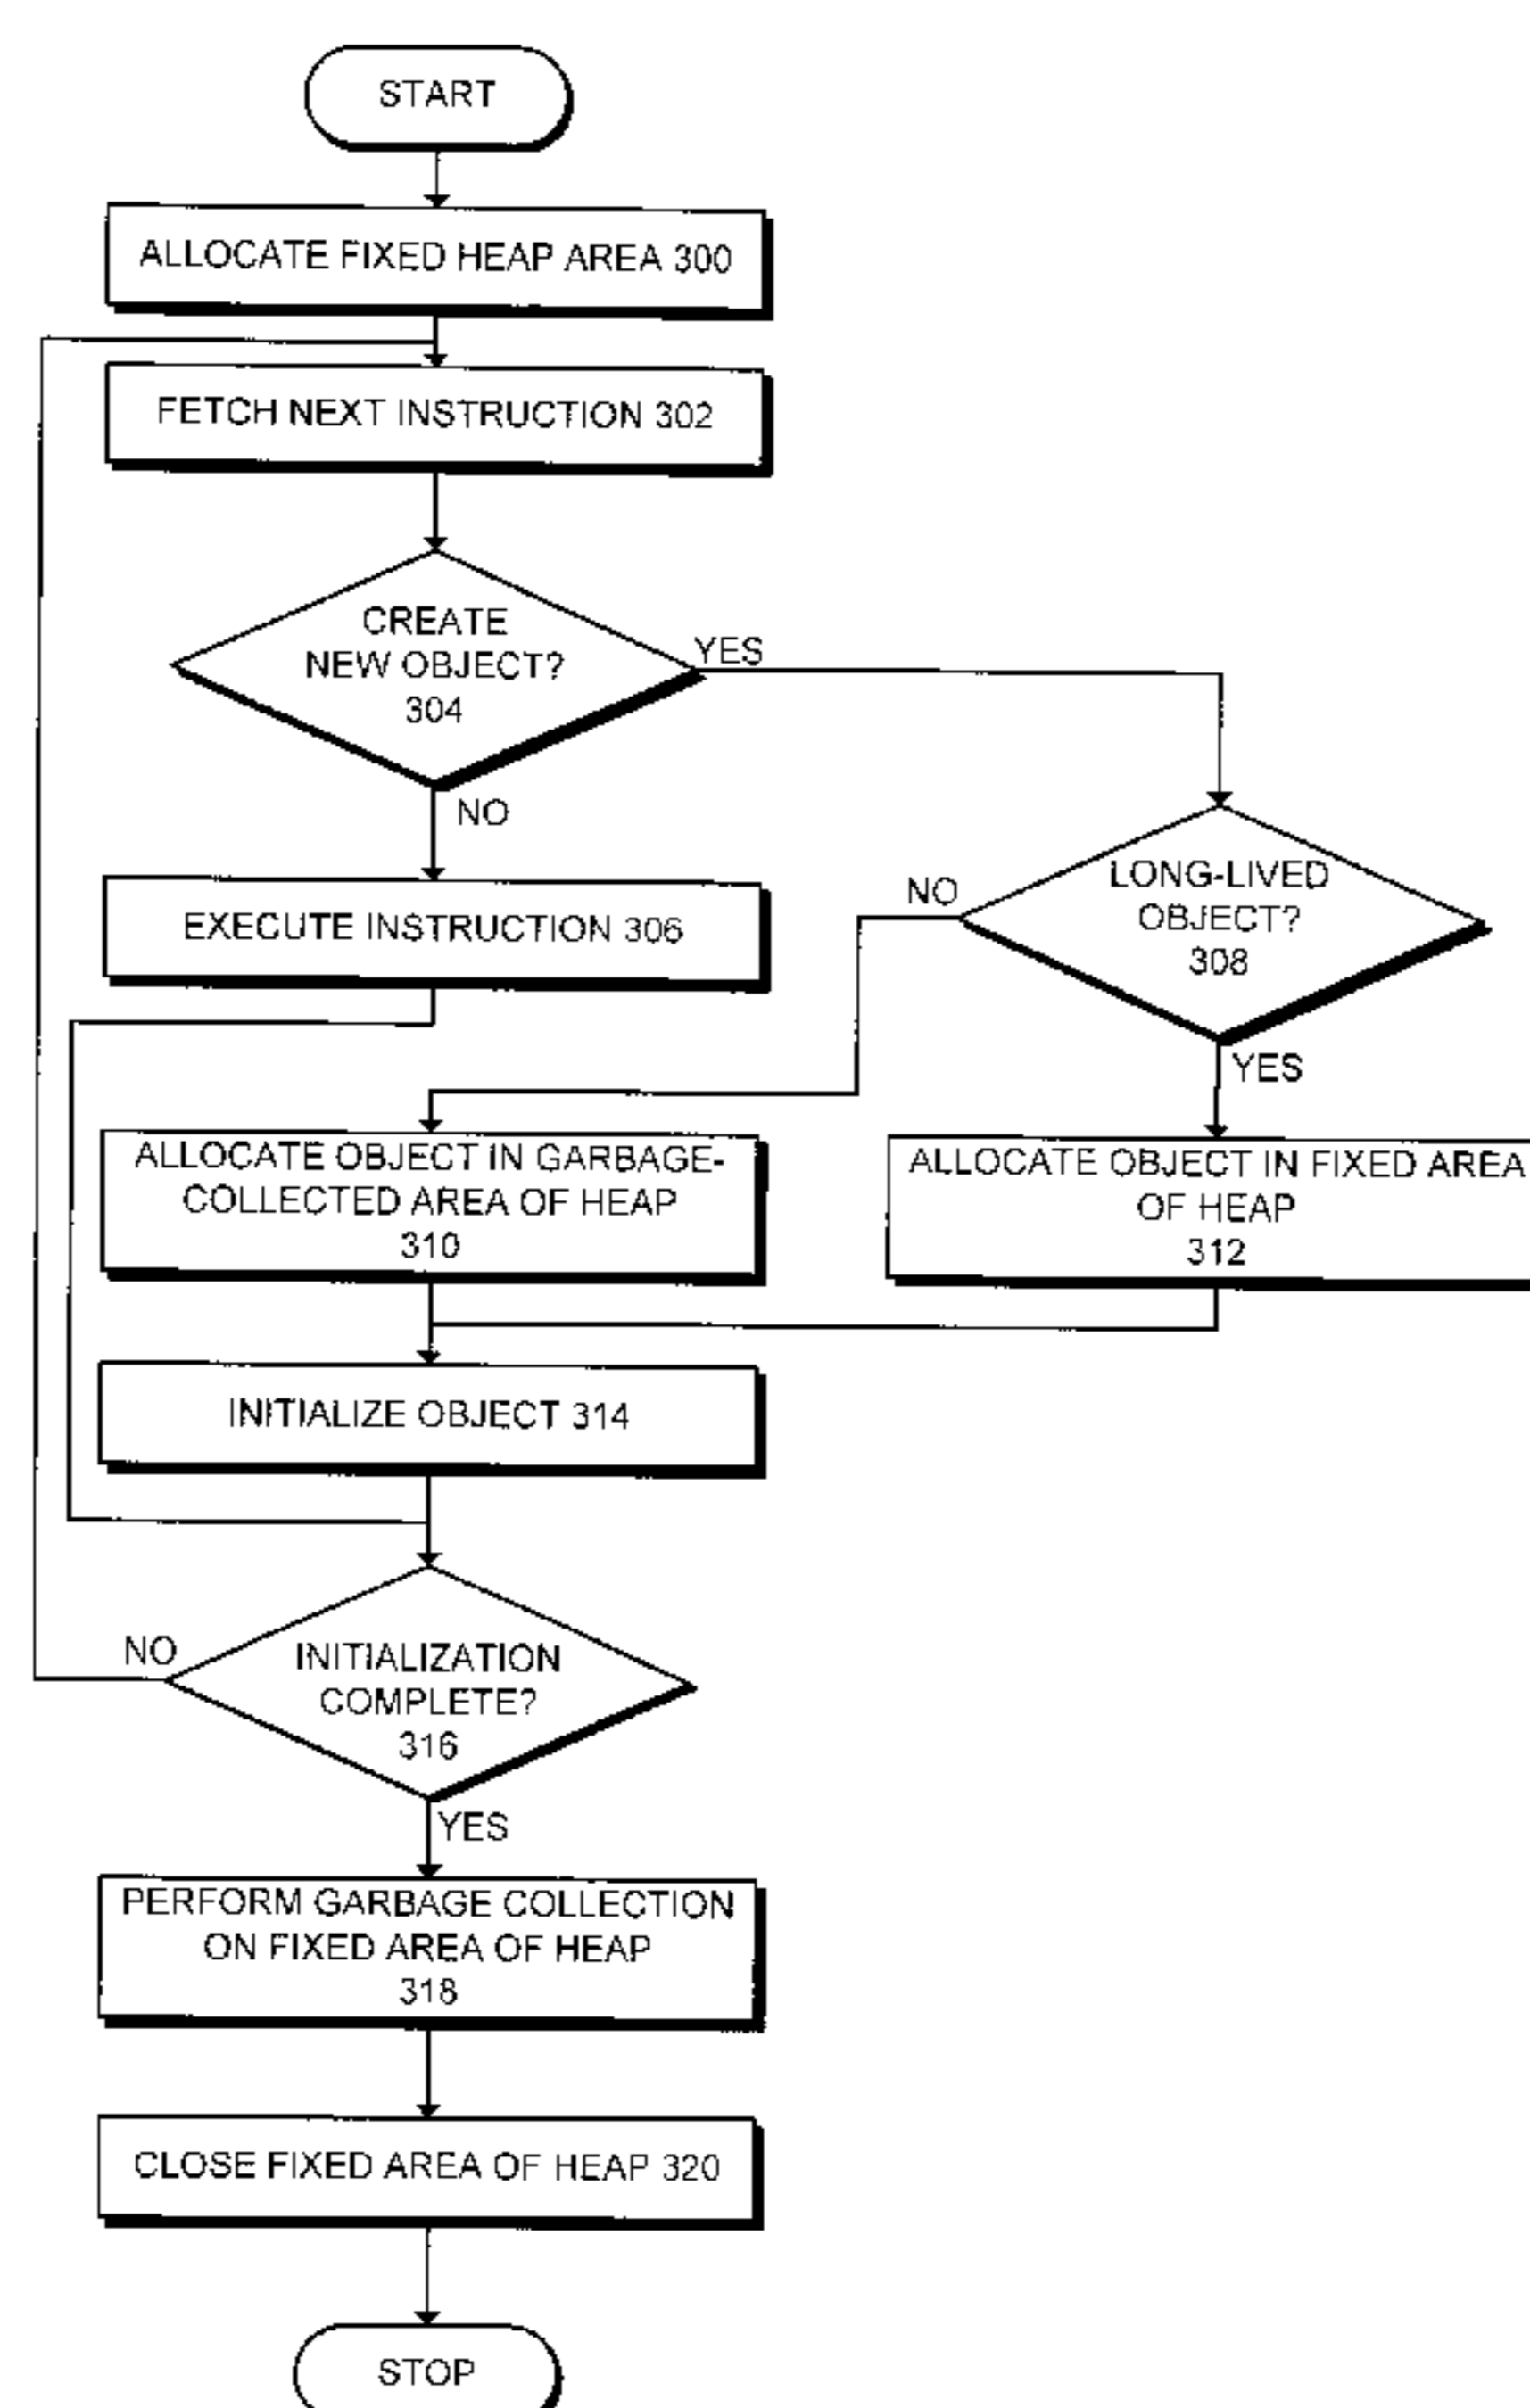 START
ALLOCATE FIXED HEAP AREA 300
FETCH NEXT INSTRUCTION 302
CREATE
NEW OBJECT?
304
YES
NO
EXECUTE INSTRUCTION 306
LONG-LIVED
OBJECT?
308
NO
YES
ALLOCATE OBJECT IN GARBAGE-
COLLECTED AREA OF HEAP
310
ALLOCATE OBJECT IN FIXED AREA
OF HEAP
312
INITIALIZE OBJECT 314
INITIALIZATION
COMPLETE?
316
NO
YES
PERFORM GARBAGE COLLECTION
ON FIXED AREA OF HEAP
318
CLOSE FIXED AREA OF HEAP 320
STOP